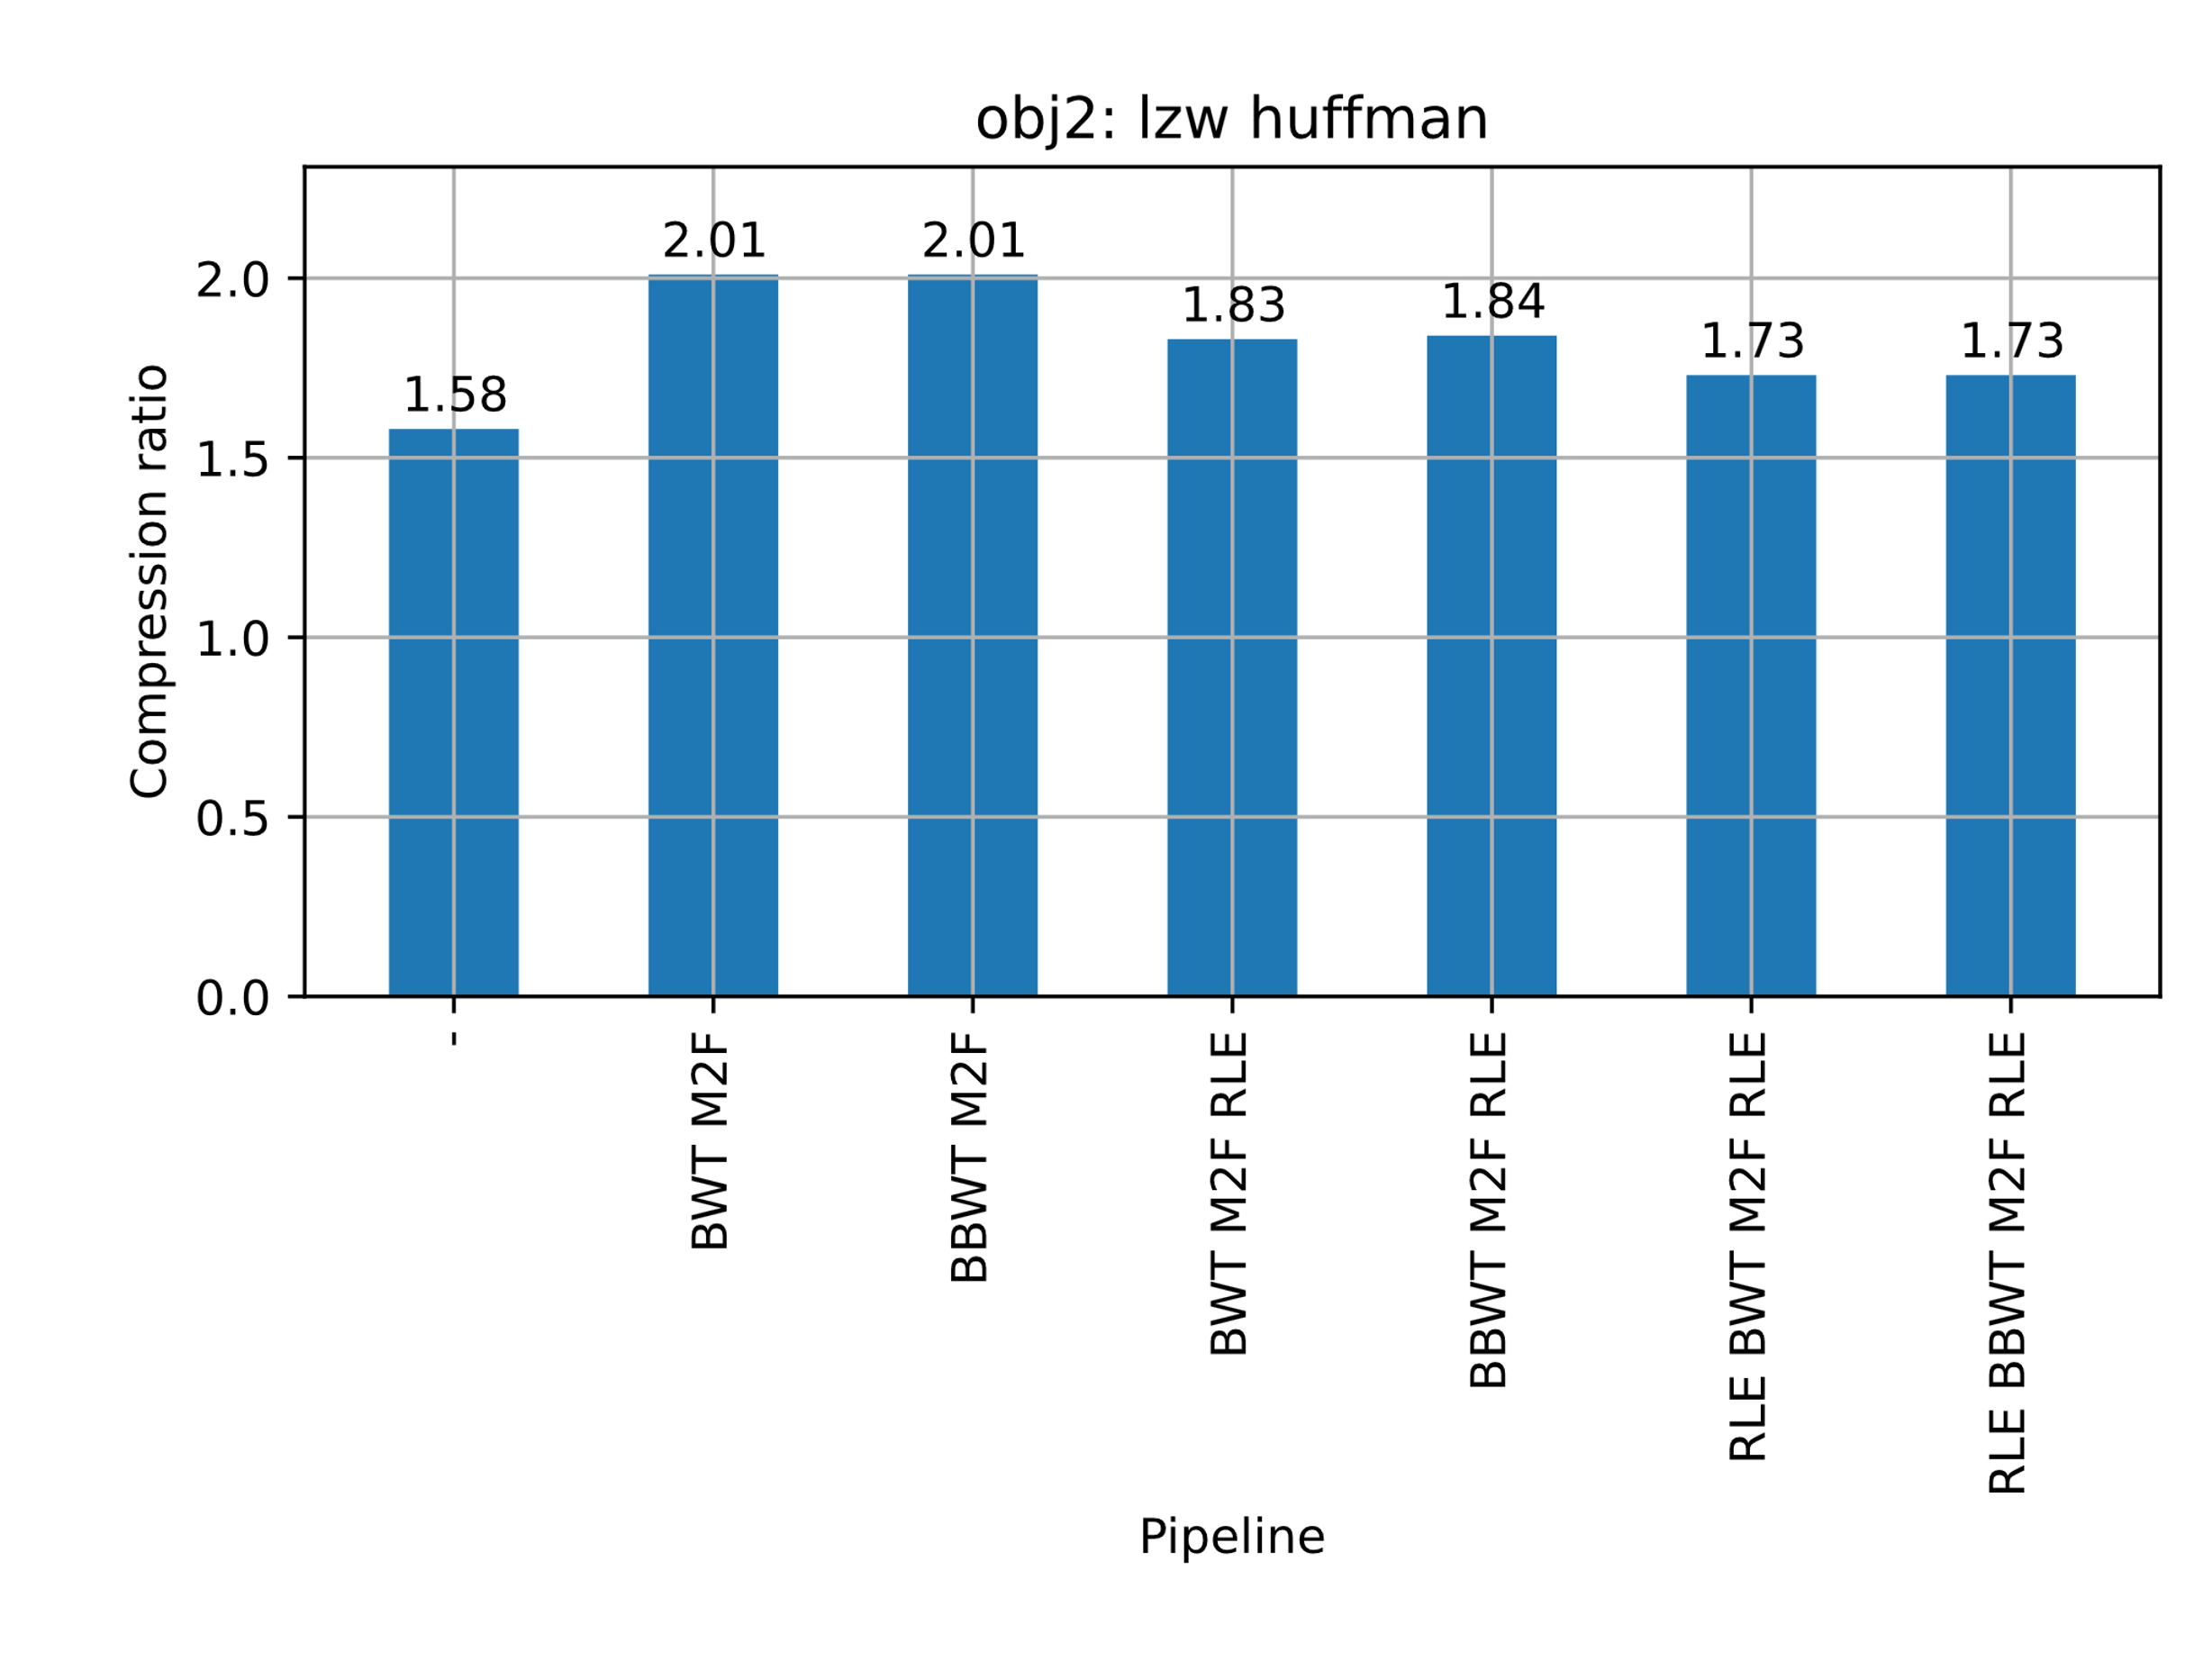 obj2: lzw huffman
Compression ratio
2.0
1.5
1.0
0.5
0.0
1.58
2.01
2.01
1.83
1.84
1.73
1.73
-
BWT M2F
BBWT M2F
BWT M2F RLE
BBWT M2F RLE
RLE BWT M2F RLE
RLE BBWT M2F RLE
Pipeline